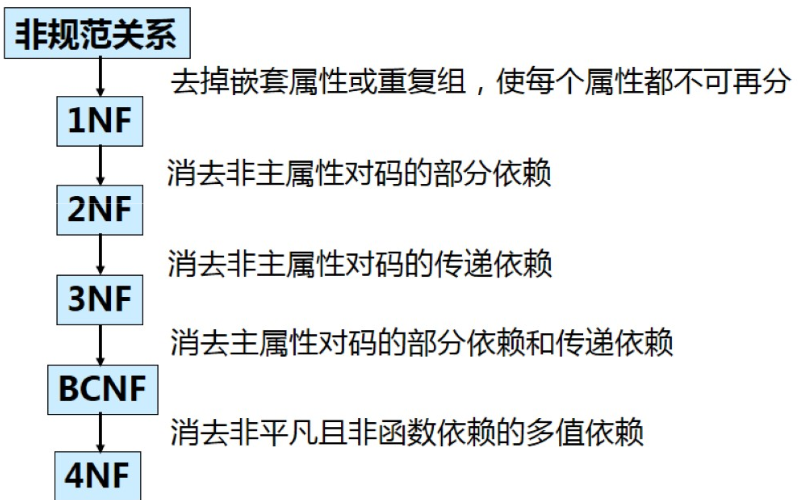 非规范关系
去掉嵌套属性或重复组，使每个属性都不可再分
1NF
消去非主属性对码的部分依赖
2NF
消去非主属性对码的传递依赖
3NF
消去主属性对码的部分依赖和传递依赖
BCNF
消去非平凡且非函数依赖的多值依赖
4NF